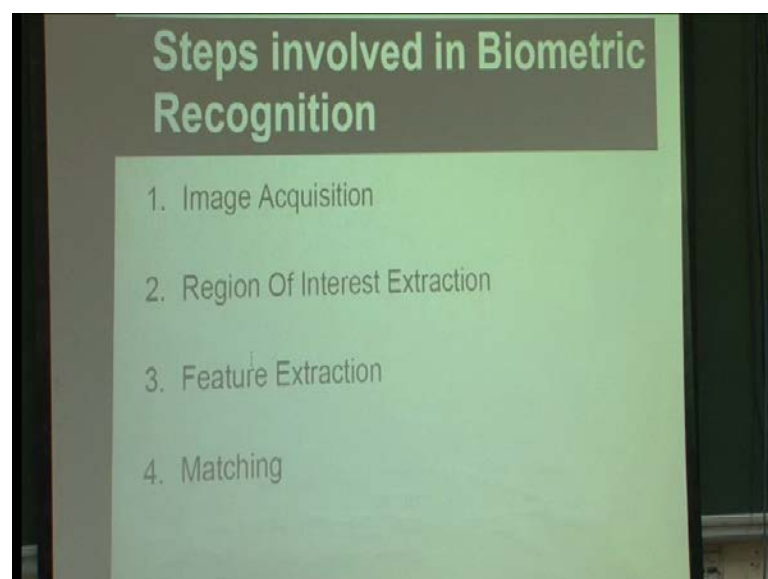 Steps involved in Biometric
Recognition
1. Image Acquisition
2. Region Of Interest Extraction
3. Feature Extraction
4. Matching